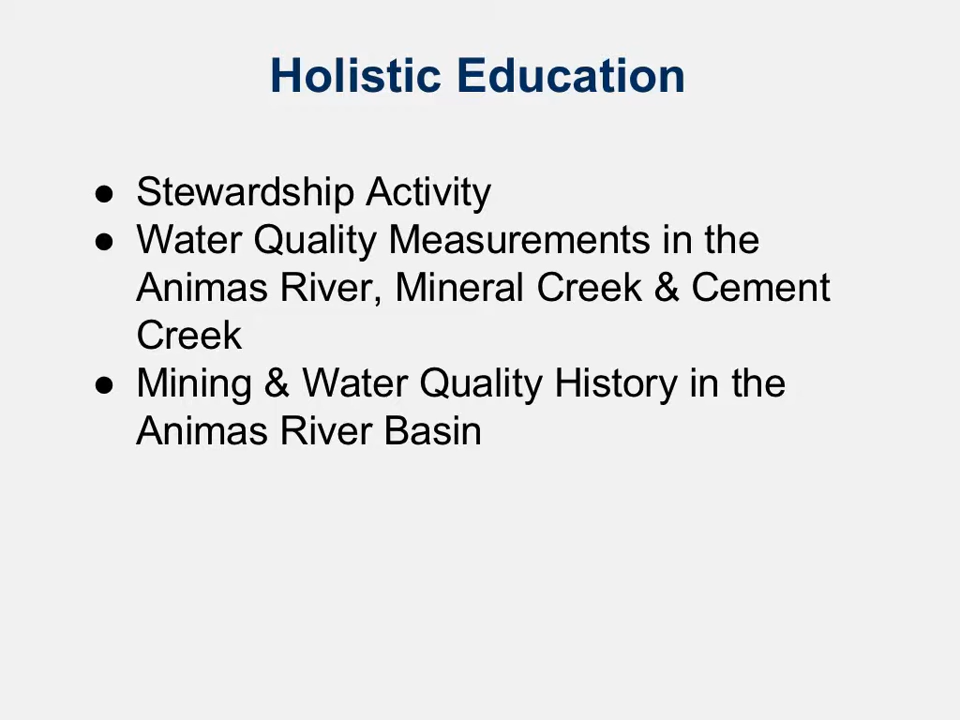 Holistic Education
● Stewardship Activity
● Water Quality Measurements in the
Animas River, Mineral Creek & Cement
Creek
● Mining & Water Quality History in the
Animas River Basin